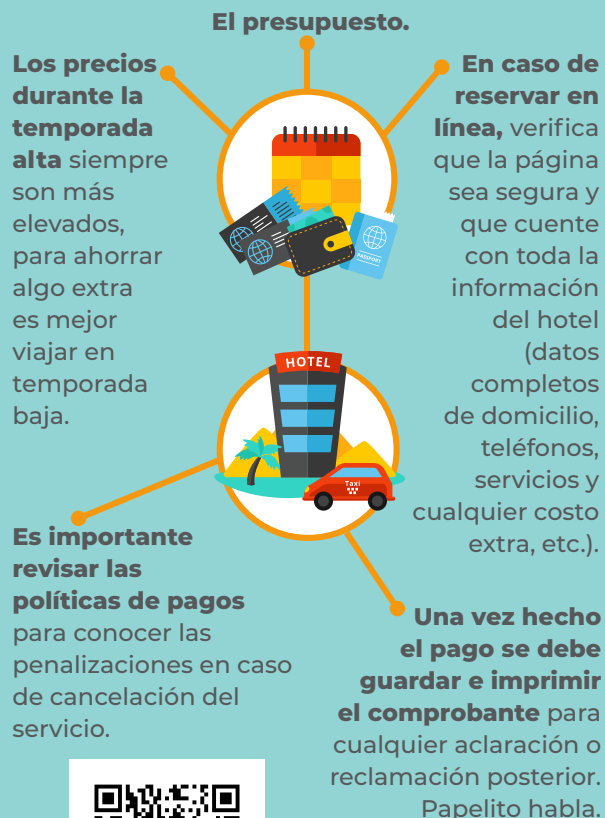 El presupuesto.
Los precios
durante la
temporada
alta siempre
son más
elevados,
para ahorrar
algo extra
es mejor
viajar en
temporada
baja.
En caso de
reservar en
línea, verifica
que la página
sea segura y
que cuente
con toda la
información
del hotel
(datos
completos
de domicilio,
teléfonos,
servicios y
cualquier costo
extra, etc.).
PASSPORT
HOTEL
Taxi
Es importante
revisar las
políticas de pagos
para conocer las
penalizaciones en caso
de cancelación del
servicio.
Una vez hecho
el pago se debe
guardar e imprimir
el comprobante para
cualquier aclaración o
reclamación posterior.
Papelito habla.